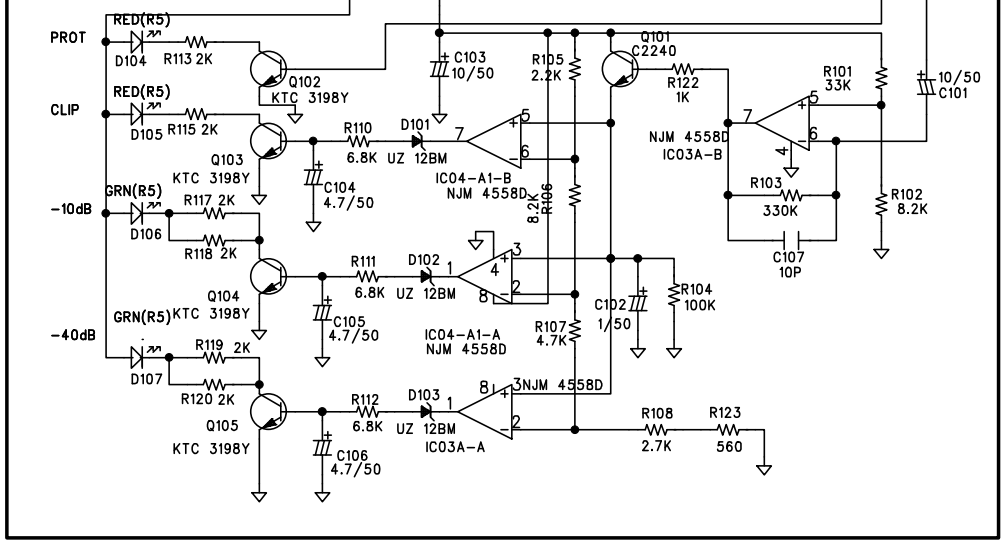 RED(R5)
PROT
D104
R113 2K
Q102
KTC 3198Y
C103
10/50
R105
2.2K
Q101
C2240
R122
1K
R101
33K
10/50
C101
RED(R5)
CLIP
D105
R115 2K
Q103
KTC 3198Y
R110
6.8K
D101
UZ 12BM
7
5
6
IC04-A1-B
NJM 4558D
C104
4.7/50
8.2K
R106
7
5
6
4
NJM 4558D
IC03A-B
R103
330K
C107
10P
R102
8.2K
GRN(R5)
-10dB
D106
R117 2K
R118 2K
Q104
KTC 3198Y
R111
6.8K
D102
UZ 12BM
1
3
4
2
8
C105
4.7/50
IC04-A1-A
NJM 4558D
R107
4.7K
C102
1/50
R104
100K
GRN(R5)
-40dB
D107
R119 2K
R120 2K
Q105
KTC 3198Y
R112
6.8K
D103
UZ 12BM
1
8
3
NJM 4558D
2
IC03A-A
C106
4.7/50
R108
2.7K
R123
560